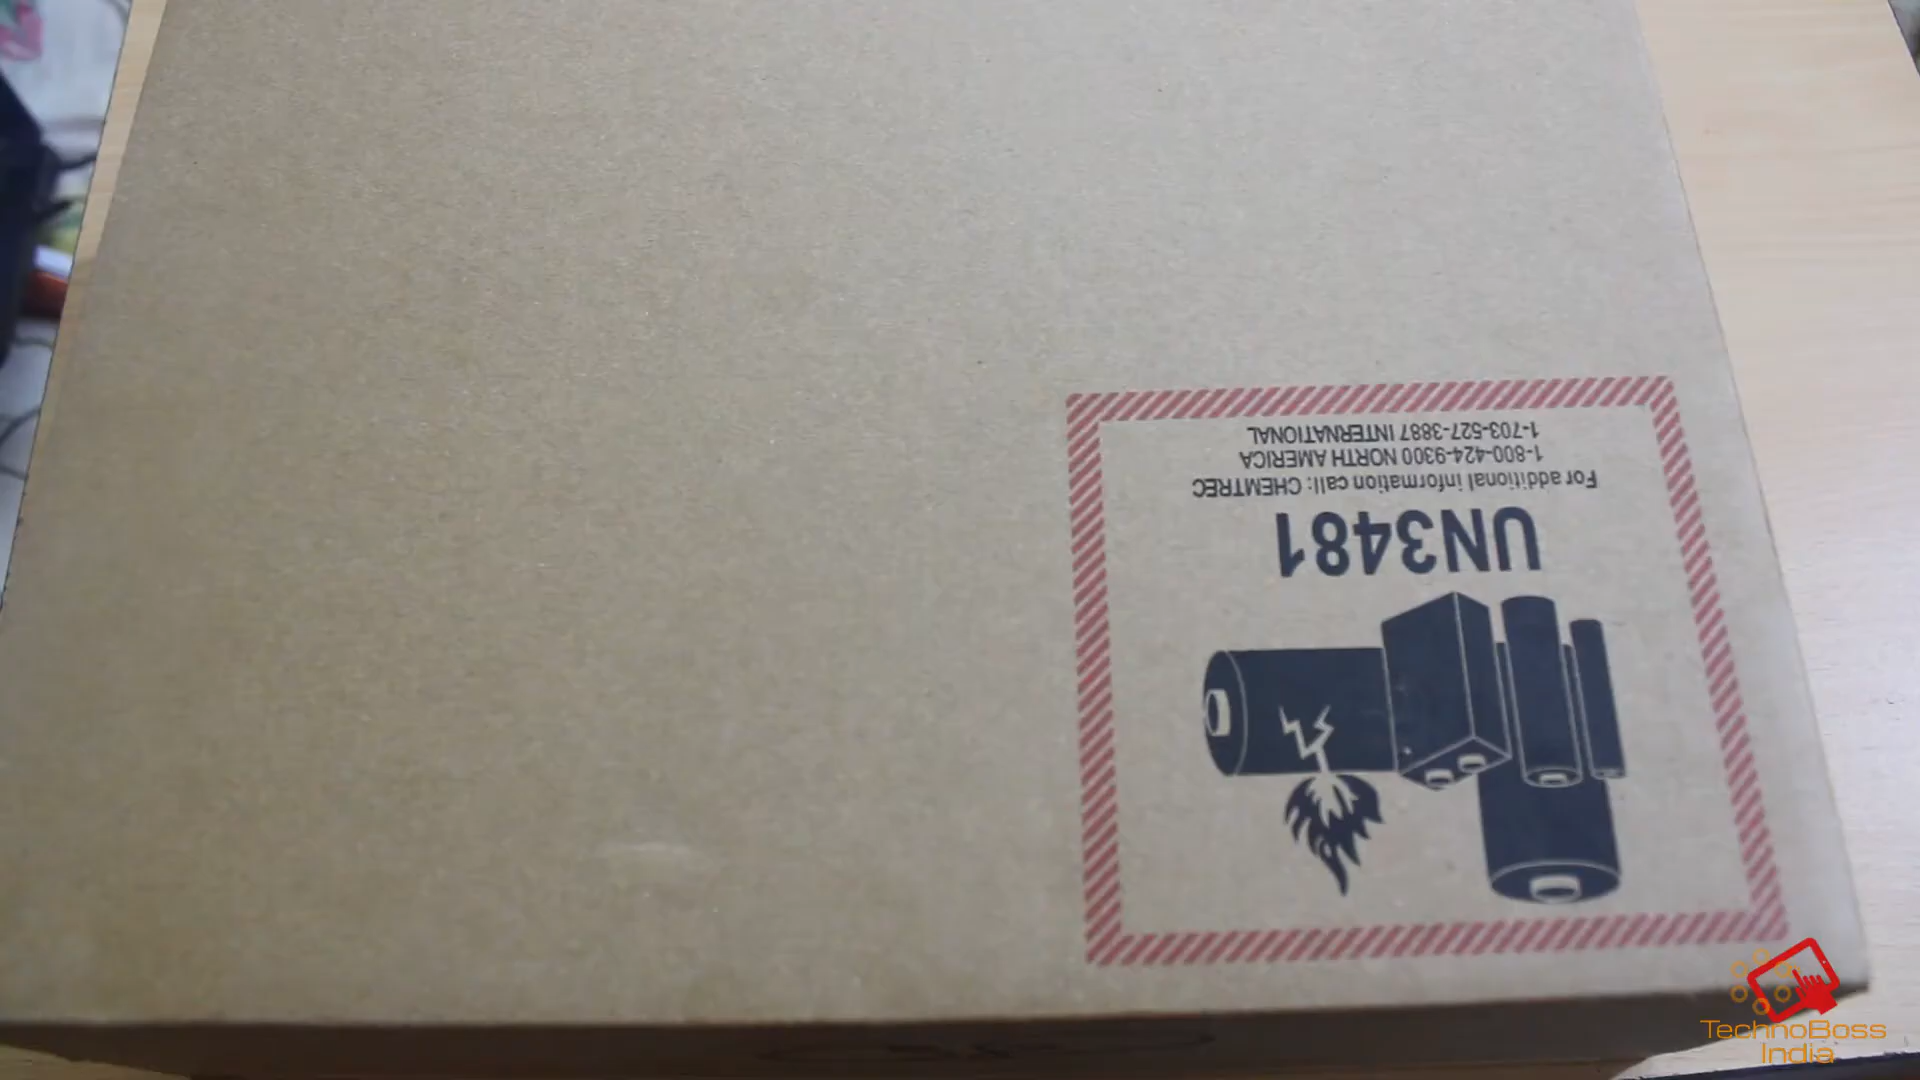 UN3481
For additional information call: CHEMTREC
1-800-424-9300 NORTH AMERICA
1-703-527-3887 INTERNATIONAL
TechnoBoss
India